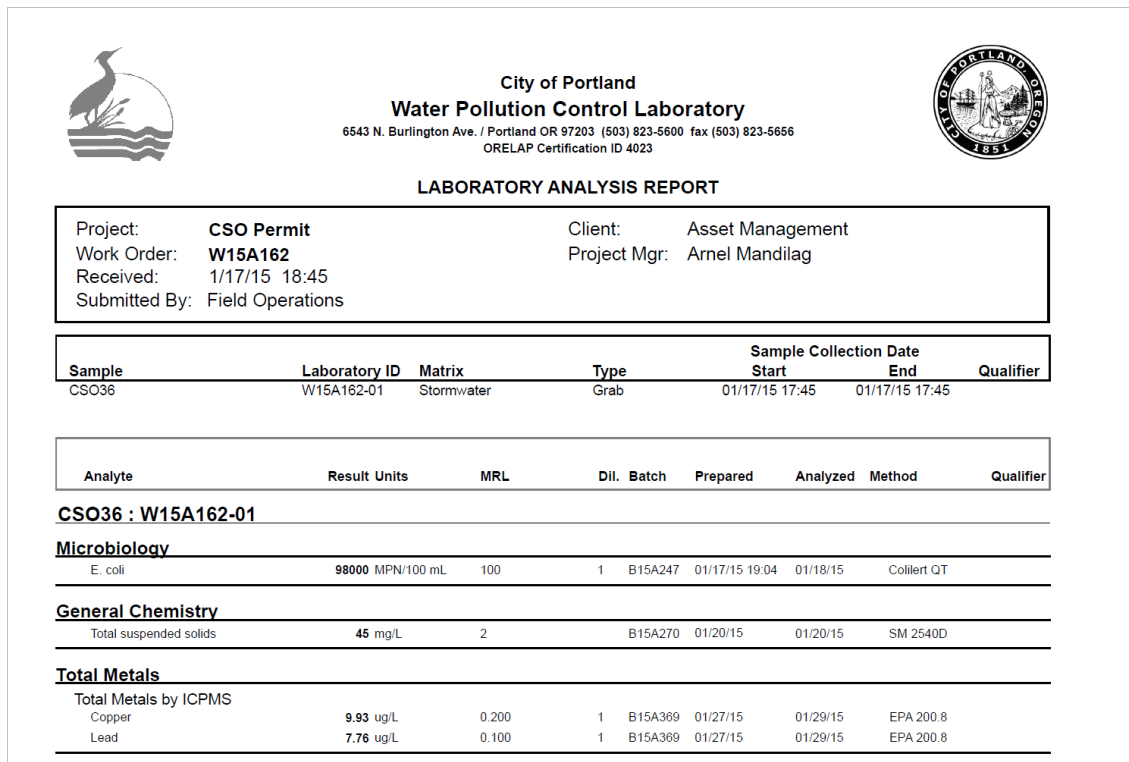 City of Portland
Water Pollution Control Laboratory
6543 N. Burlington Ave. / Portland OR 97203 (503) 823-5600 fax (503) 823-5656
ORELAP Certification ID 4023
CITY OF PORTLAND, OREGON
1851
LABORATORY ANALYSIS REPORT
Project: CSO Permit Client: Asset Management
Work Order: W15A162 Project Mgr: Arnel Mandilag
Received: 1/17/15 18:45
Submitted By: Field Operations
Sample Collection Date
Sample Laboratory ID Matrix Type Start End Qualifier
CSO36 W15A162-01 Stormwater Grab 01/17/15 17:45 01/17/15 17:45
Analyte Result Units MRL Dil. Batch Prepared Analyzed Method Qualifier
CSO36 : W15A162-01
Microbiology
E. coli 98000 MPN/100 mL 100 1 B15A247 01/17/15 19:04 01/18/15 Colilert QT
General Chemistry
Total suspended solids 45 mg/L 2 B15A270 01/20/15 01/20/15 SM 2540D
Total Metals
Total Metals by ICPMS
Copper 9.93 ug/L 0.200 1 B15A369 01/27/15 01/29/15 EPA 200.8
Lead 7.76 ug/L 0.100 1 B15A369 01/27/15 01/29/15 EPA 200.8